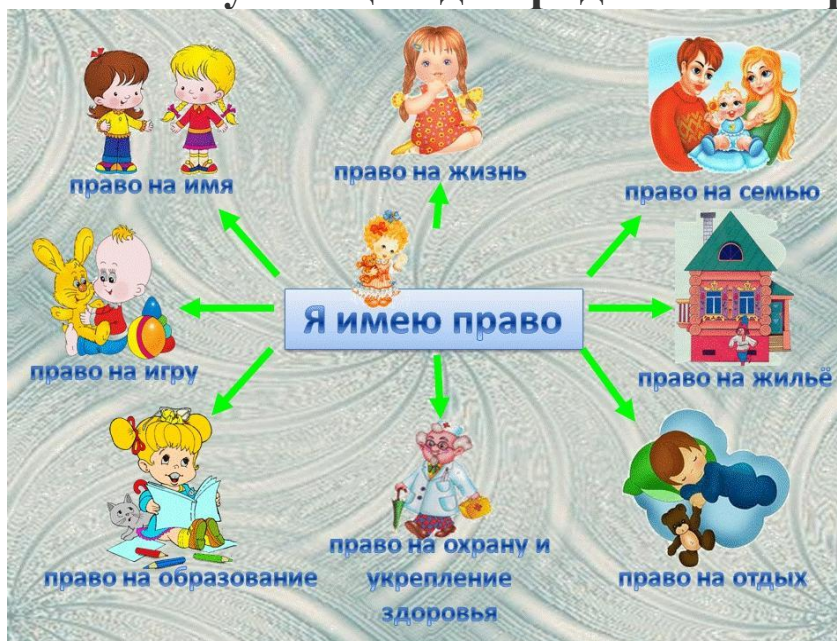 право на имя
право на жизнь
право на семью
Я имею право
право на игру
право на жильё
право на образование
право на охрану и
укрепление
здоровья
право на отдых